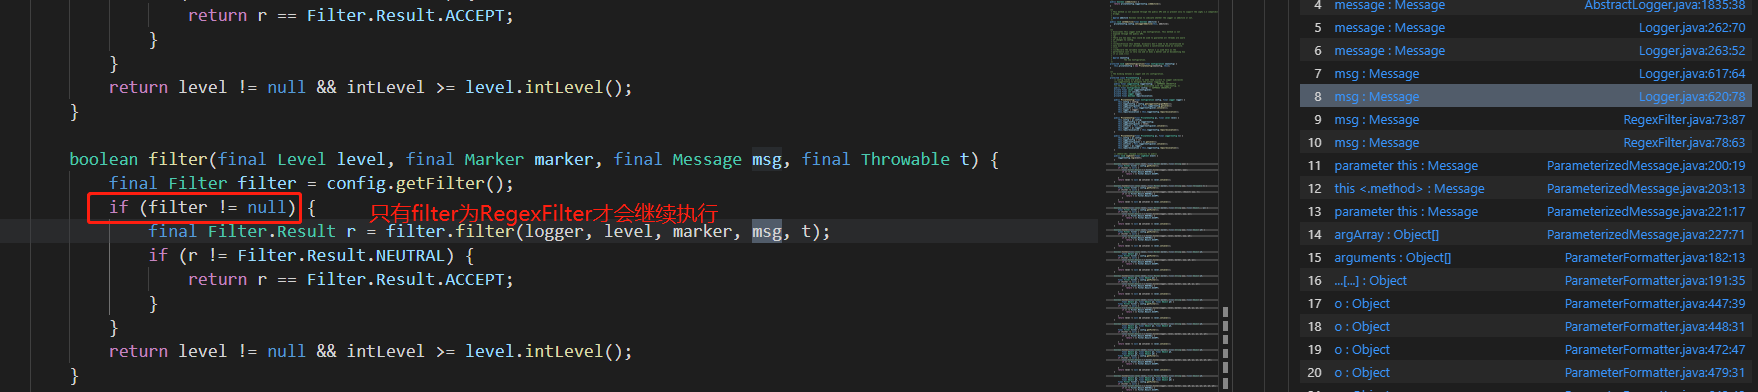 return r == Filter.Result.ACCEPT;
}
}
return level != null && intLevel >= level.intLevel();
}
boolean filter(final Level level, final Marker marker, final Message msg, final Throwable t) {
final Filter filter = config.getFilter();
if (filter != null) {
只有filter为RegexFilter才会继续执行
final Filter.Result r = filter.filter(logger, level, marker, msg, t);
if (r != Filter.Result.NEUTRAL) {
return r == Filter.Result.ACCEPT;
}
}
return level != null && intLevel >= level.intLevel();
}
4 message : Message AbstractLogger.java:1835:38
5 message : Message Logger.java:262:70
6 message : Message Logger.java:263:52
7 msg : Message Logger.java:617:64
8 msg : Message Logger.java:620:78
9 msg : Message RegexFilter.java:73:87
10 msg : Message RegexFilter.java:78:63
11 parameter this : Message ParameterizedMessage.java:200:19
12 this <.method> : Message ParameterizedMessage.java:203:13
13 parameter this : Message ParameterizedMessage.java:221:17
14 argArray : Object[] ParameterizedMessage.java:227:71
15 arguments : Object[] ParameterFormatter.java:182:13
16 ...[...] : Object ParameterFormatter.java:191:35
17 o : Object ParameterFormatter.java:447:39
18 o : Object ParameterFormatter.java:448:31
19 o : Object ParameterFormatter.java:472:47
20 o : Object ParameterFormatter.java:479:31